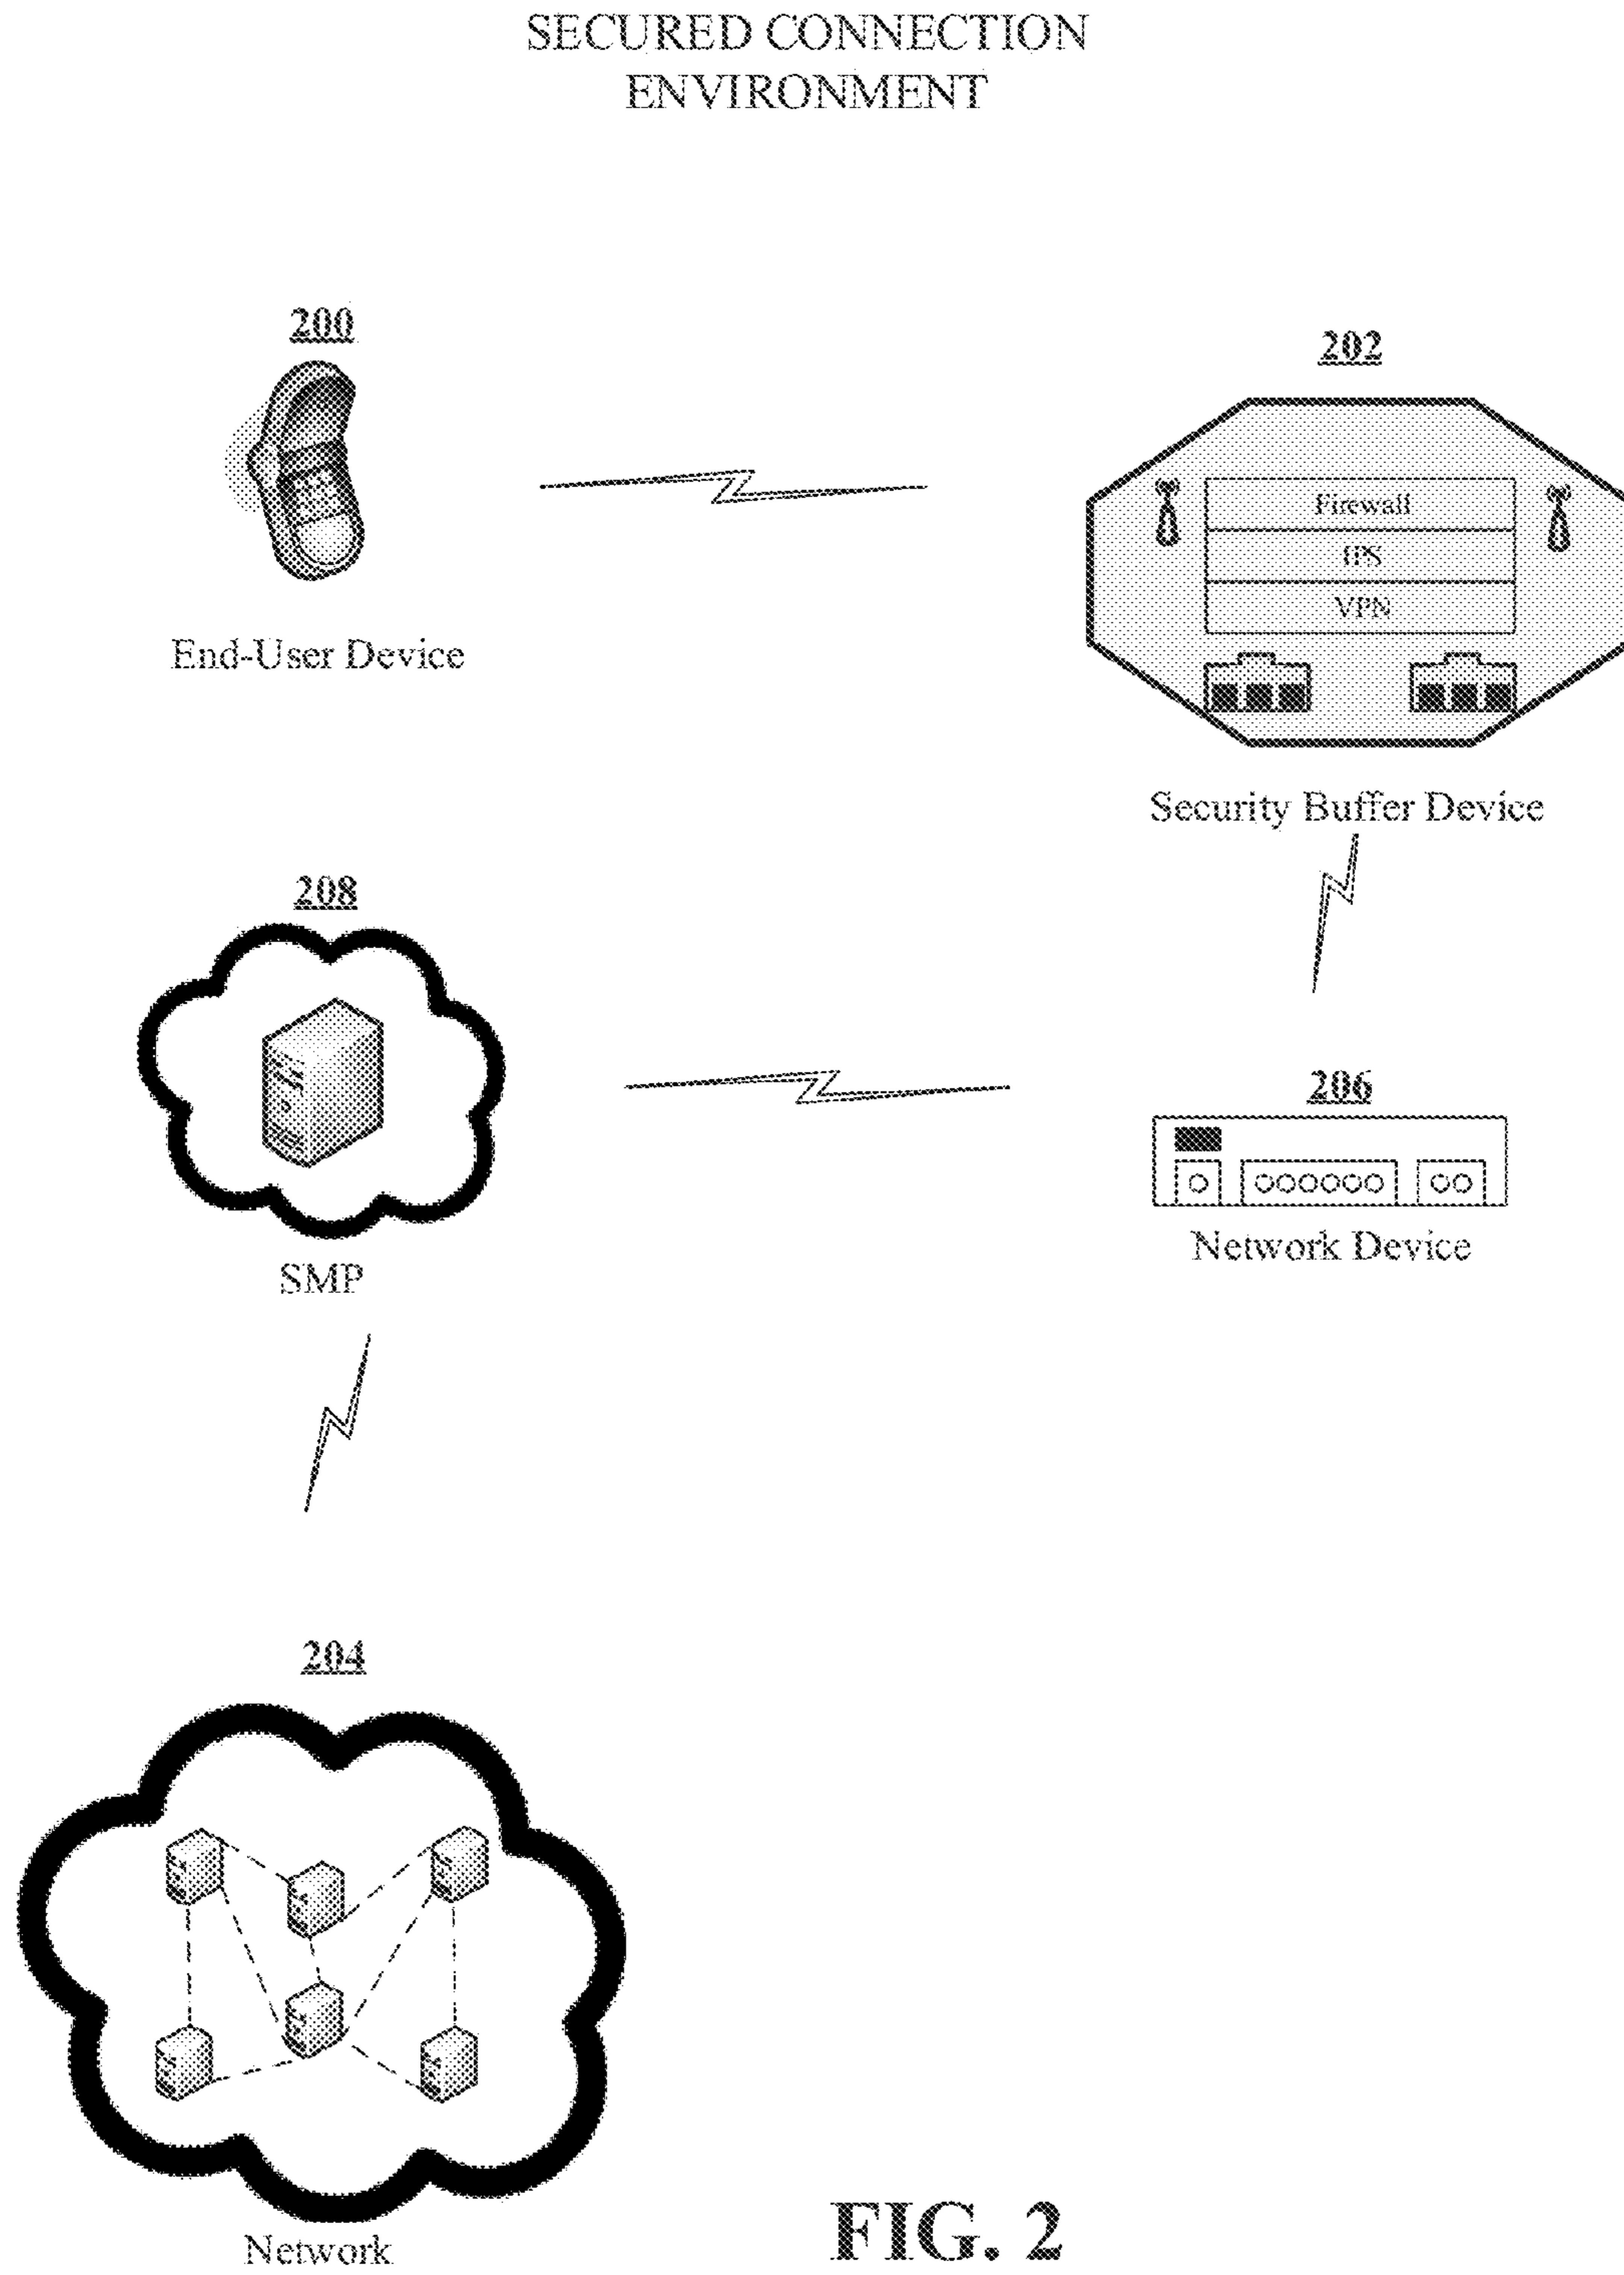 SECURED CONNECTION
ENVIRONMENT
200
End-User Device
202
Firewall
IPS
VPN
Security Buffer Device
208
SMP
206
Network Device
204
Network
FIG. 2